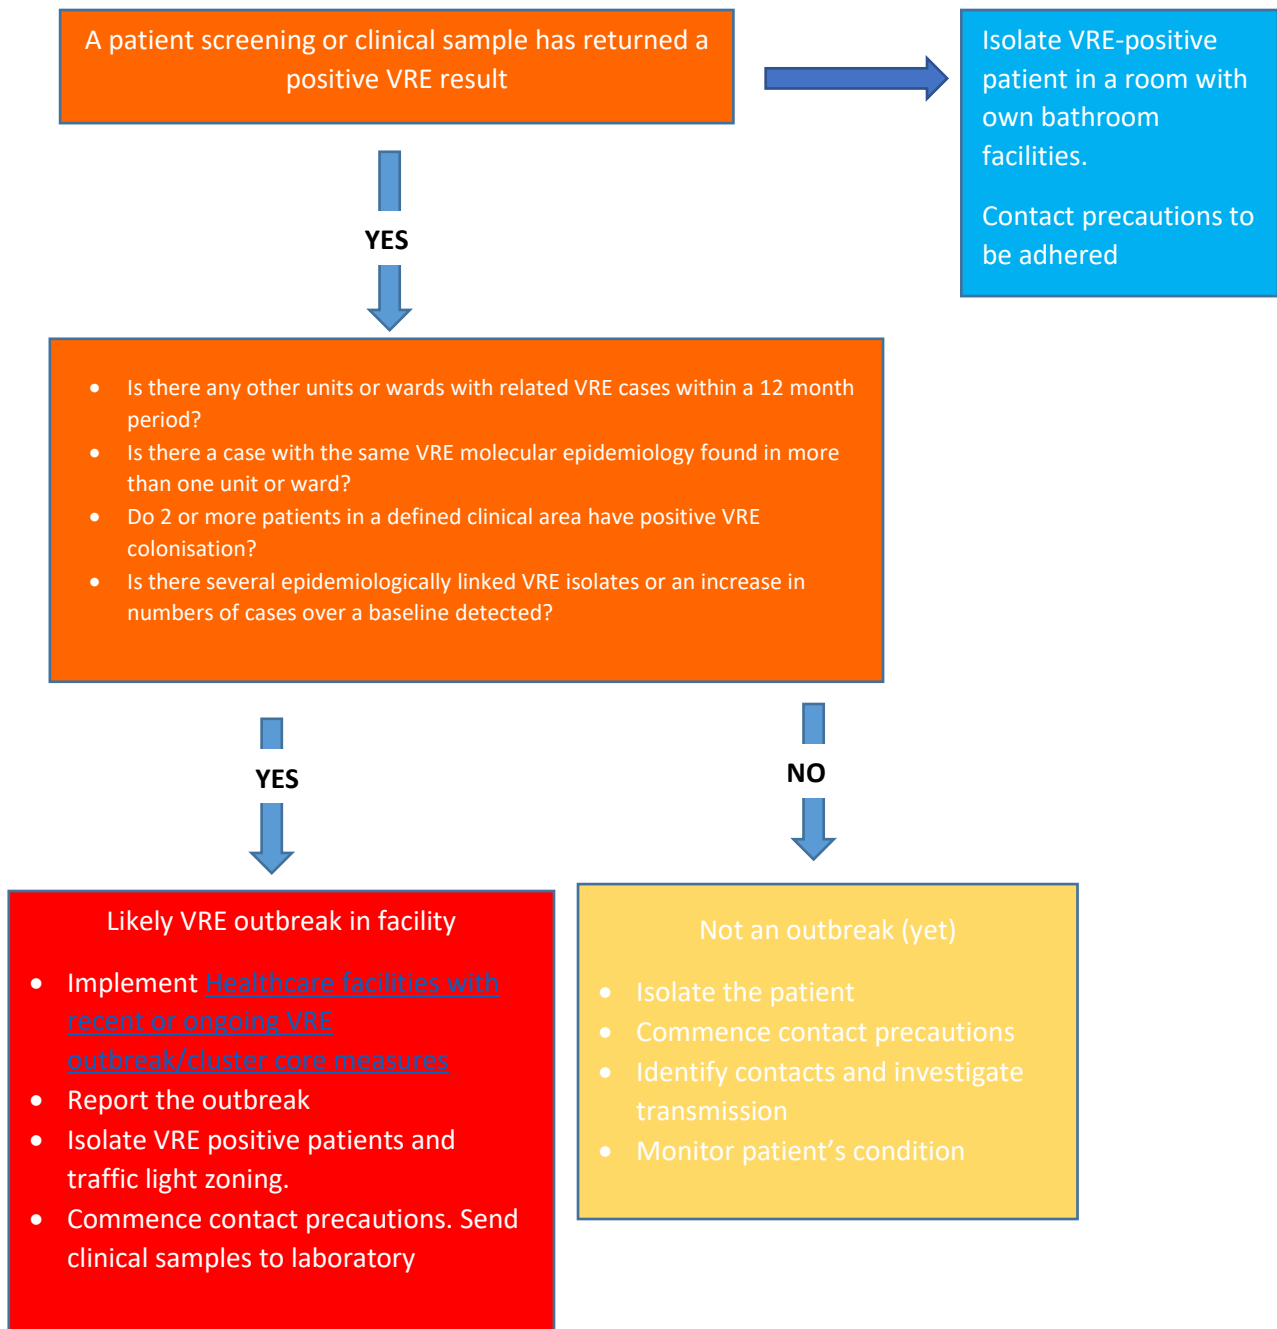 A patient screening or clinical sample has returned a
positive VRE result
Isolate VRE-positive
patient in a room with
own bathroom
facilities.
Contact precautions to
be adhered
YES
• Is there any other units or wards with related VRE cases within a 12 month
period?
• Is there a case with the same VRE molecular epidemiology found in more
than one unit or ward?
• Do 2 or more patients in a defined clinical area have positive VRE
colonisation?
• Is there several epidemiologically linked VRE isolates or an increase in
numbers of cases over a baseline detected?
YES
NO
Likely VRE outbreak in facility
• Implement Healthcare facilities with
recent or ongoing VRE
outbreak/cluster core measures
• Report the outbreak
• Isolate VRE positive patients and
traffic light zoning.
• Commence contact precautions. Send
clinical samples to laboratory
Not an outbreak (yet)
• Isolate the patient
• Commence contact precautions
• Identify contacts and investigate
transmission
• Monitor patient’s condition